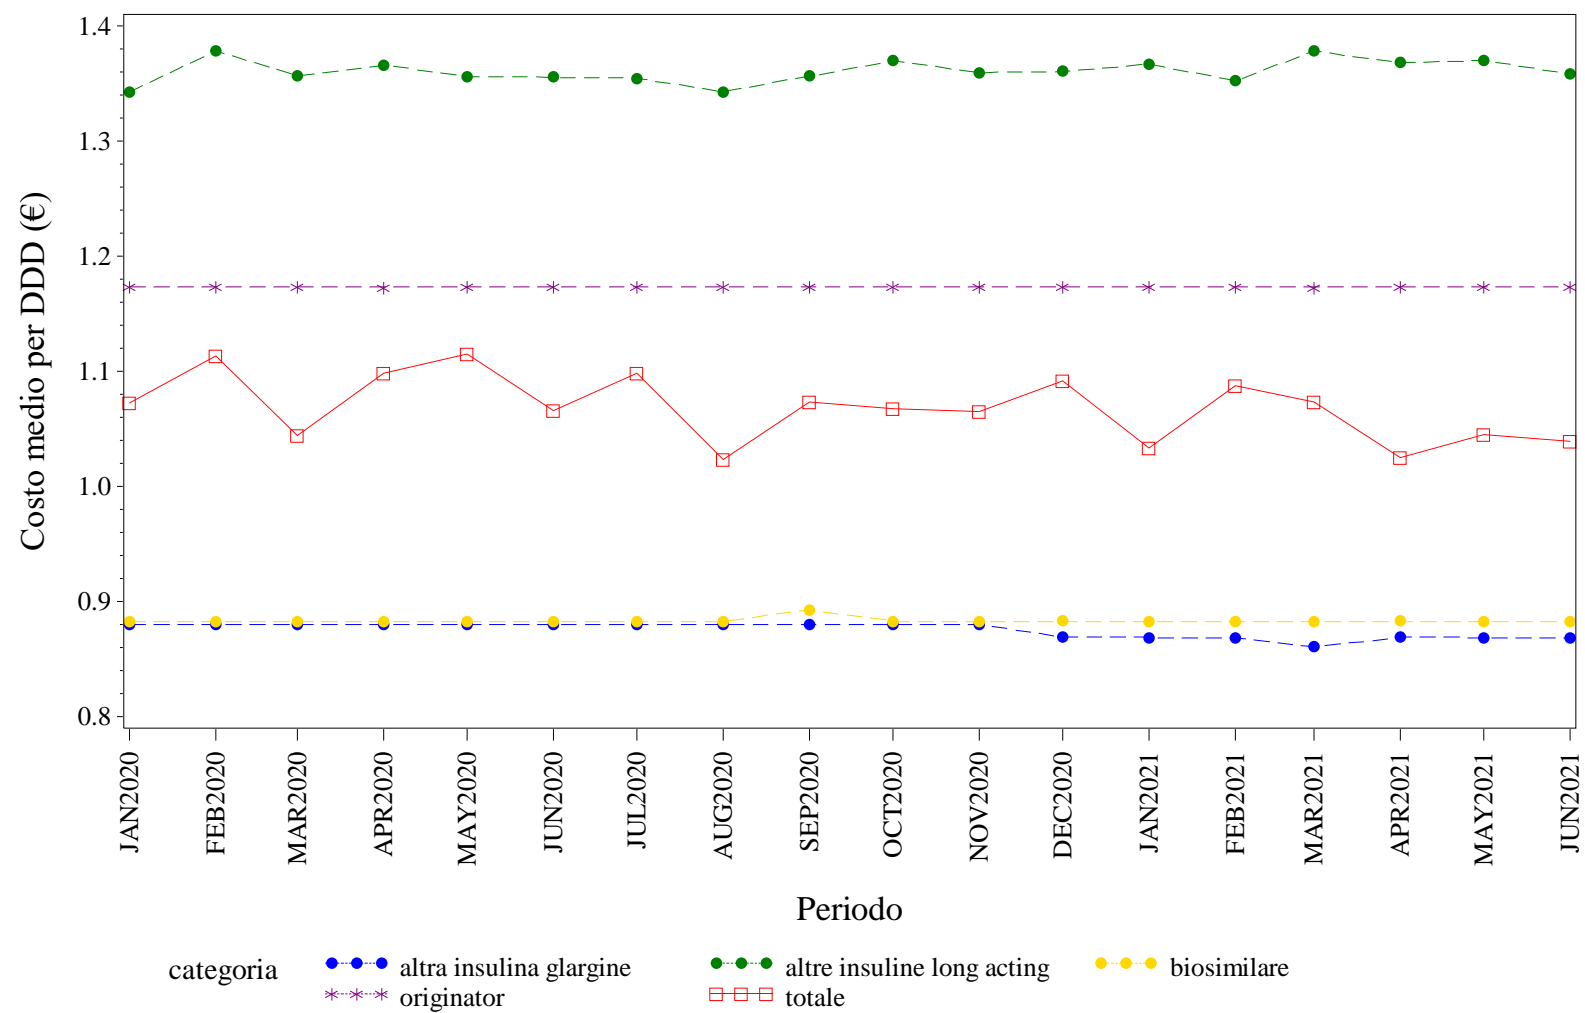 1.4
1.3
1.2
1.1
1.0
0.9
0.8
Costo medio per DDD (€)
JAN2020
FEB2020
MAR2020
APR2020
MAY2020
JUN2020
JUL2020
AUG2020
SEP2020
OCT2020
NOV2020
DEC2020
JAN2021
FEB2021
MAR2021
APR2021
MAY2021
JUN2021
Periodo
categoria
altra insulina glargine
altre insuline long acting
biosimilare
originator
totale